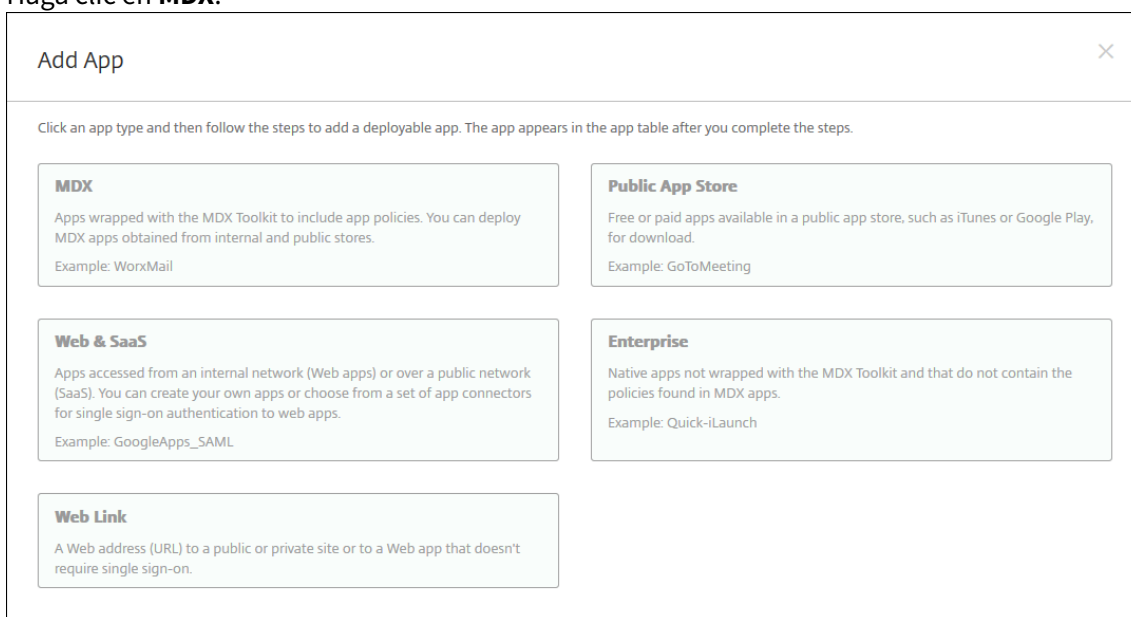 Haga clic en MDX.
Add App
Click an app type and then follow the steps to add a deployable app. The app appears in the app table after you complete the steps.
MDX
Apps wrapped with the MDX Toolkit to include app policies. You can deploy
MDX apps obtained from internal and public stores.
Example: WorxMail
Public App Store
Free or paid apps available in a public app store, such as iTunes or Google Play,
for download.
Example: GoToMeeting
Web & SaaS
Apps accessed from an internal network (Web apps) or over a public network
(SaaS). You can create your own apps or choose from a set of app connectors
for single sign-on authentication to web apps.
Example: GoogleApps_SAML
Enterprise
Native apps not wrapped with the MDX Toolkit and that do not contain the
policies found in MDX apps.
Example: Quick-iLaunch
Web Link
A Web address (URL) to a public or private site or to a Web app that doesn't
require single sign-on.